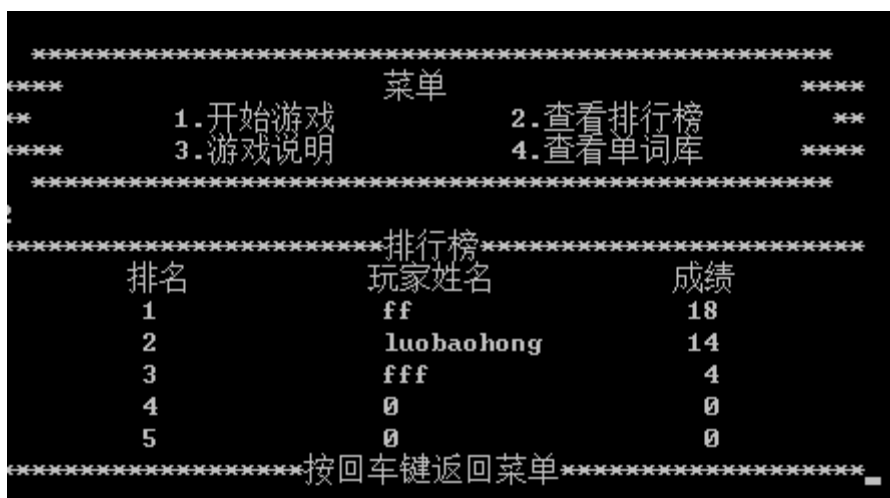 **************************************************
**** 菜单 ****
** 1.开始游戏 2.查看排行榜 **
**** 3.游戏说明 4.查看单词库 ****
**************************************************
2
************************排行榜************************
排名 玩家姓名 成绩
1 ff 18
2 luobaohong 14
3 fff 4
4 0 0
5 0 0
*******************按回车键返回菜单*******************_